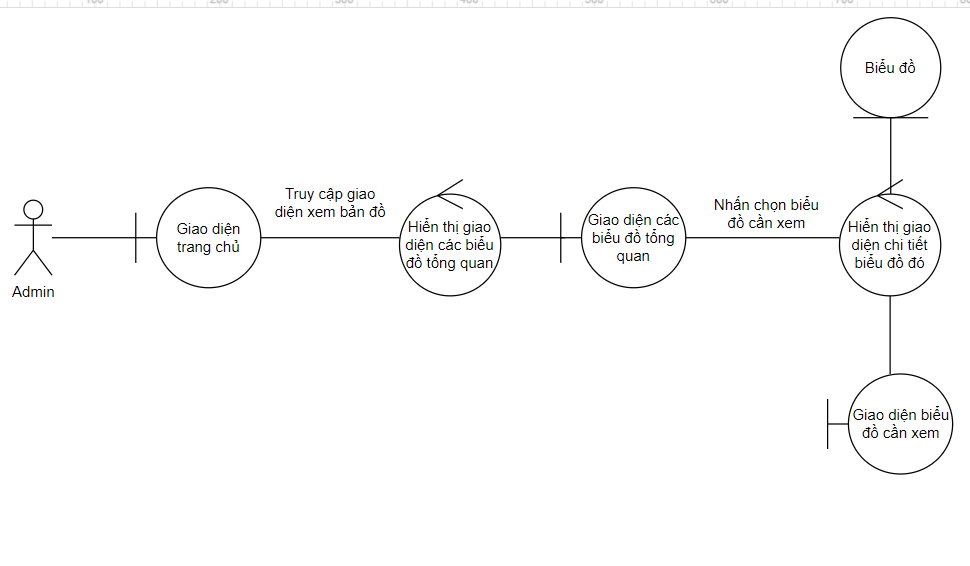 Biểu đồ
Truy cập giao
diện xem bản đồ
Nhấn chọn biểu
đồ cần xem
Giao diện
trang chủ
Hiển thị giao
diện các biểu
đồ tổng quan
Giao diện các
biểu đồ tổng
quan
Hiển thị giao
diện chi tiết
biểu đồ đó
Admin
Giao diện biểu
đồ cần xem